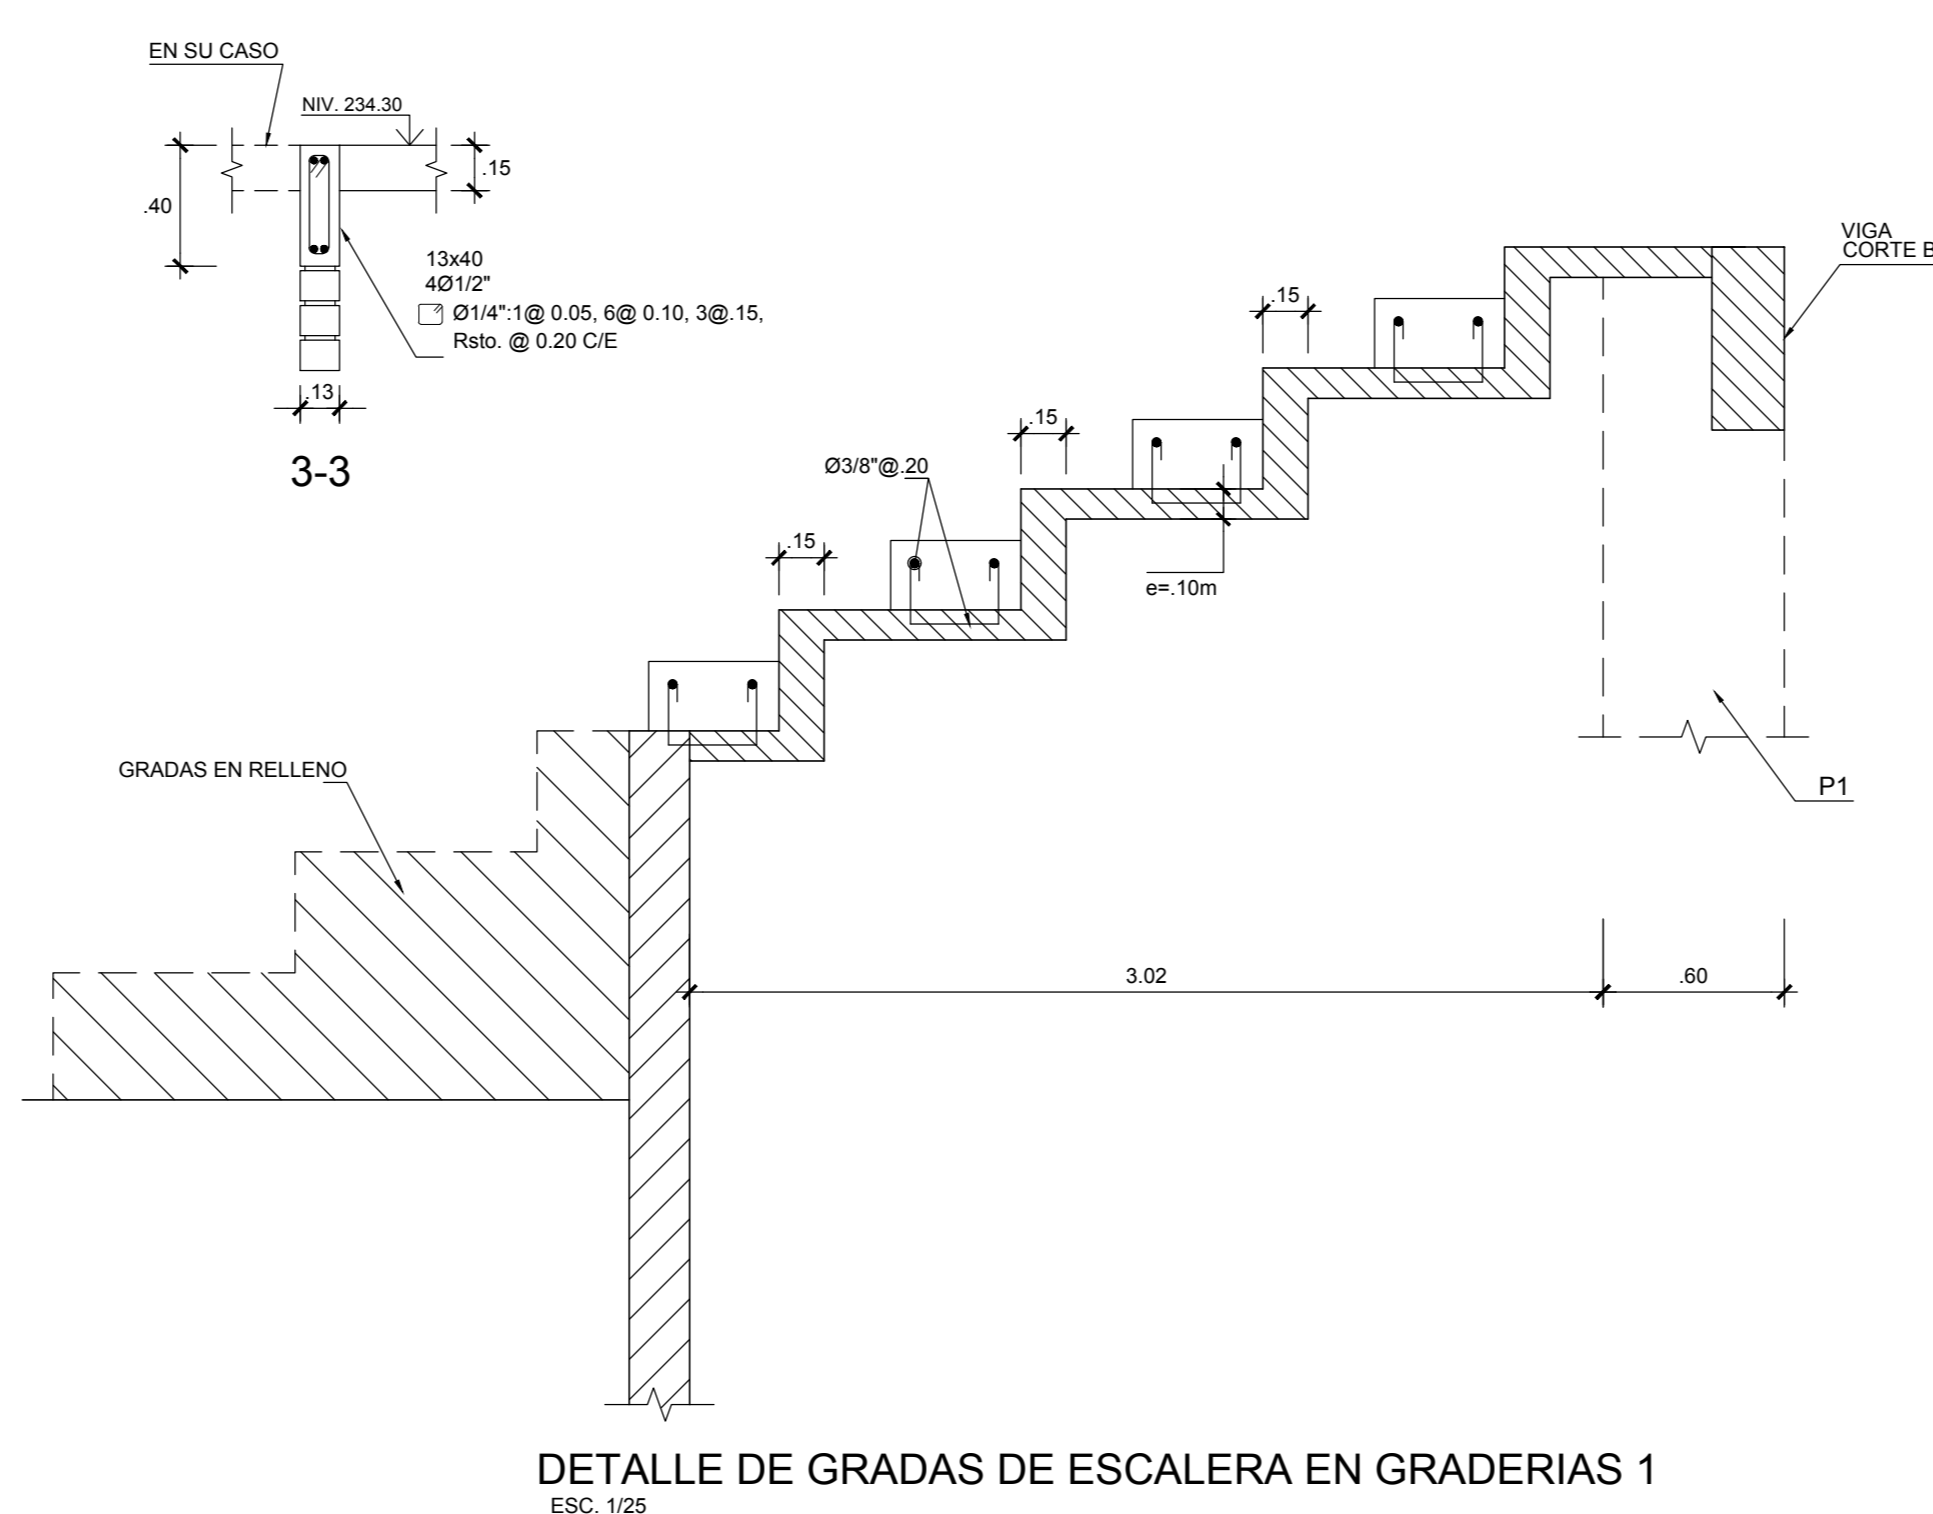 EN SU CASO
NIV. 234.30
.15
.40
13x40
4Ø1/2"
Ø1/4":1@ 0.05, 6@ 0.10, 3@.15,
Rsto. @ 0.20 C/E
.13
3-3
VIGA
CORTE B
.15
.15
Ø3/8"@.20
.15
e=.10m
GRADAS EN RELLENO
P1
3.02
.60
DETALLE DE GRADAS DE ESCALERA EN GRADERIAS 1
ESC. 1/25